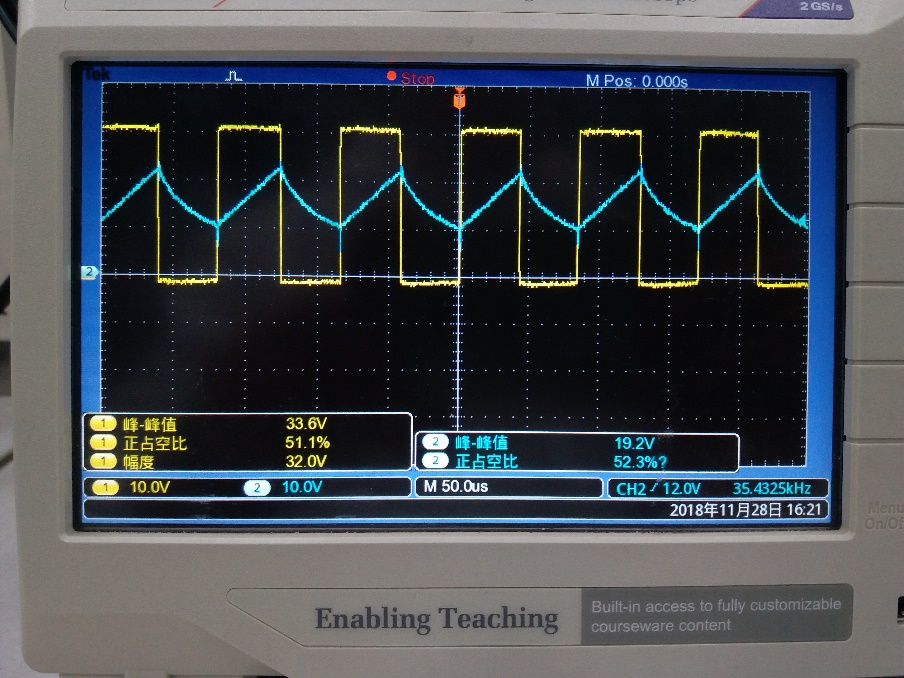 2 GS/s
Tek
Stop
M Pos: 0.000s
T
2
1 峰-峰值 33.6V
1 正占空比 51.1%
1 幅度 32.0V
2 峰-峰值 19.2V
2 正占空比 52.3%?
1 10.0V 2 10.0V M 50.0us CH2 12.0V 35.4325kHz
2018年11月28日 16:21
Menu
On/Off
Enabling Teaching
Built-in access to fully customizable
courseware content